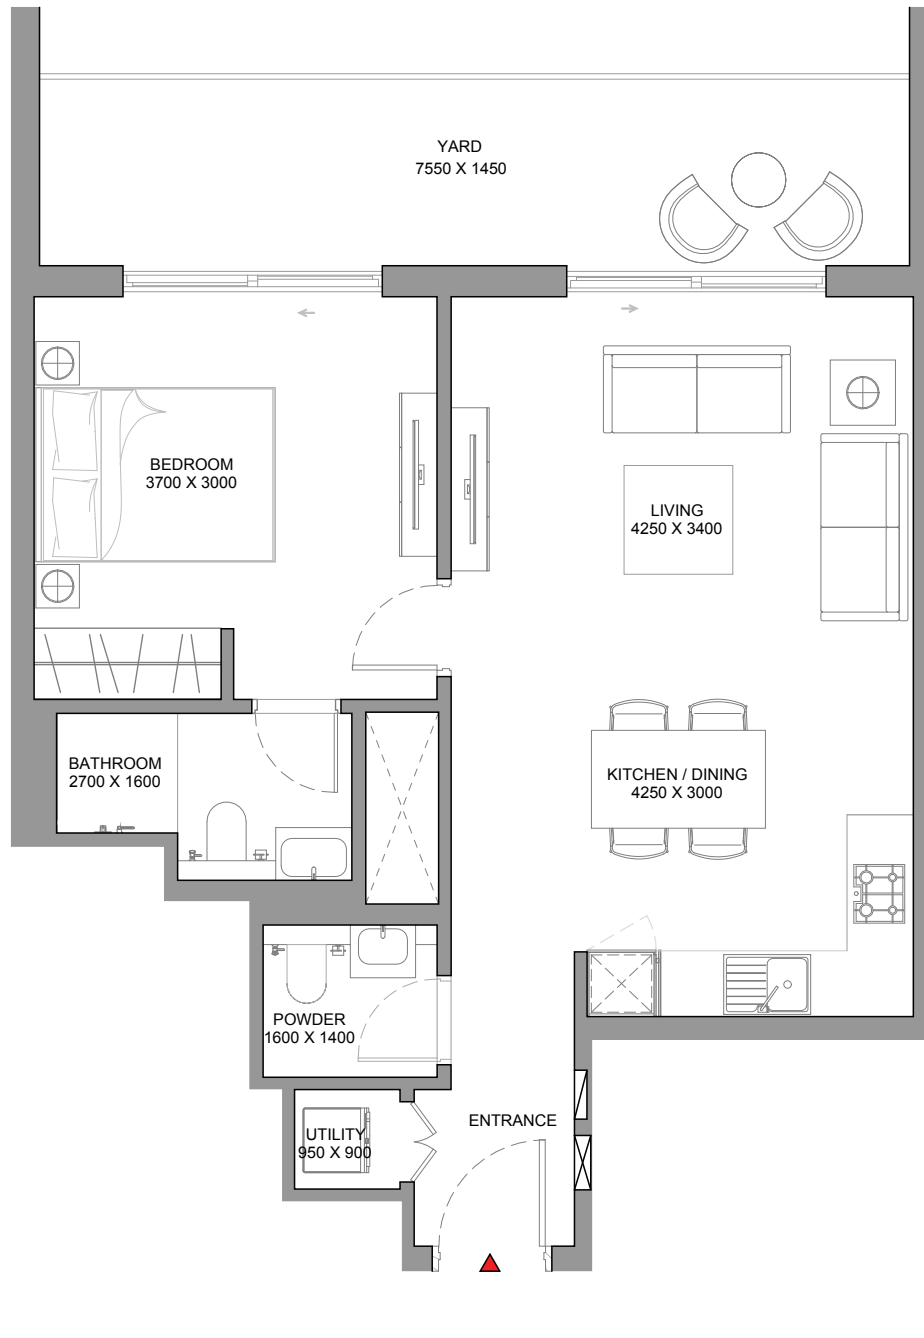 YARD
7550 X 1450
BEDROOM
3700 X 3000
LIVING
4250 X 3400
BATHROOM
2700 X 1600
KITCHEN / DINING
4250 X 3000
POWDER
1600 X 1400
ENTRANCE
UTILITY
950 X 900